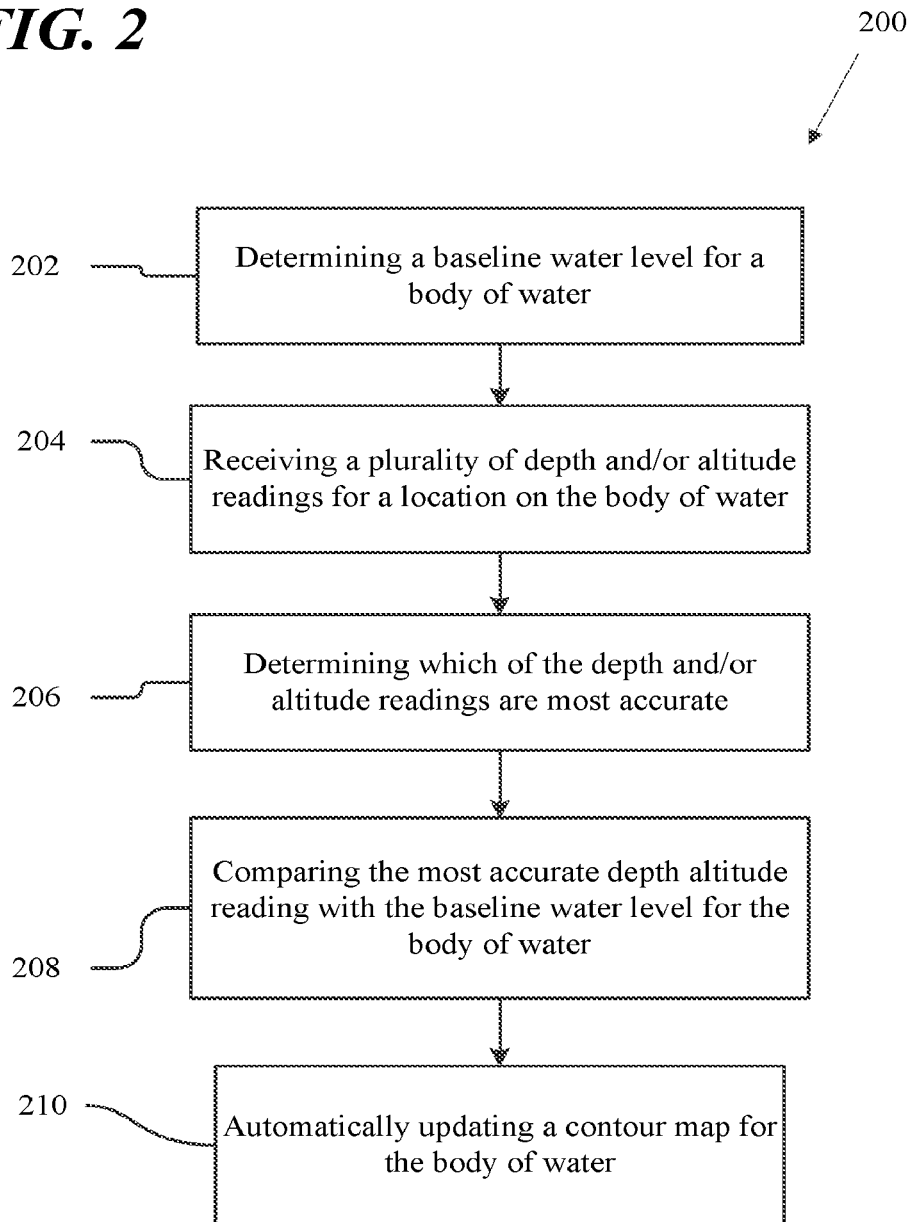 FIG. 2
200
202
Determining a baseline water level for a
body of water
204
Receiving a plurality of depth and/or altitude
readings for a location on the body of water
206
Determining which of the depth and/or
altitude readings are most accurate
208
Comparing the most accurate depth altitude
reading with the baseline water level for the
body of water
210
Automatically updating a contour map for
the body of water